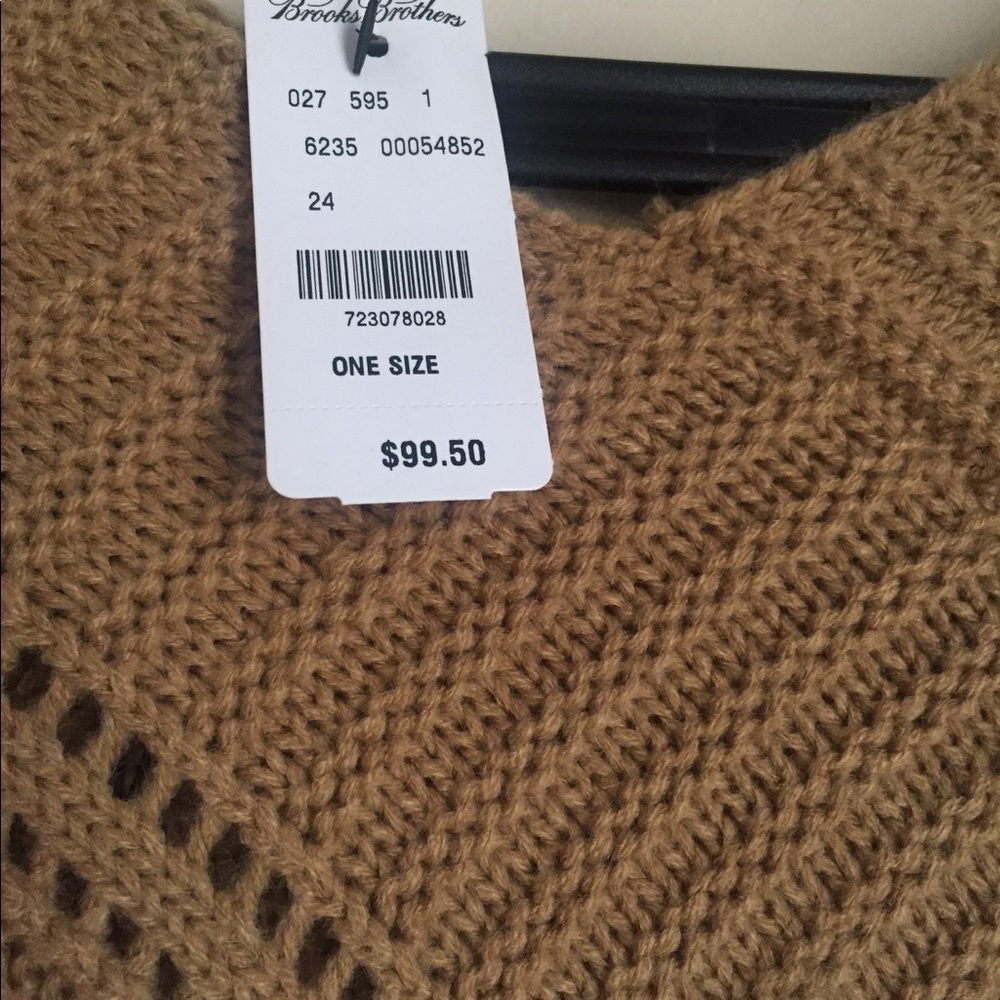 Brooks Brothers
027 595 1
6235 00054852
24
723078028
ONE SIZE
$99.50